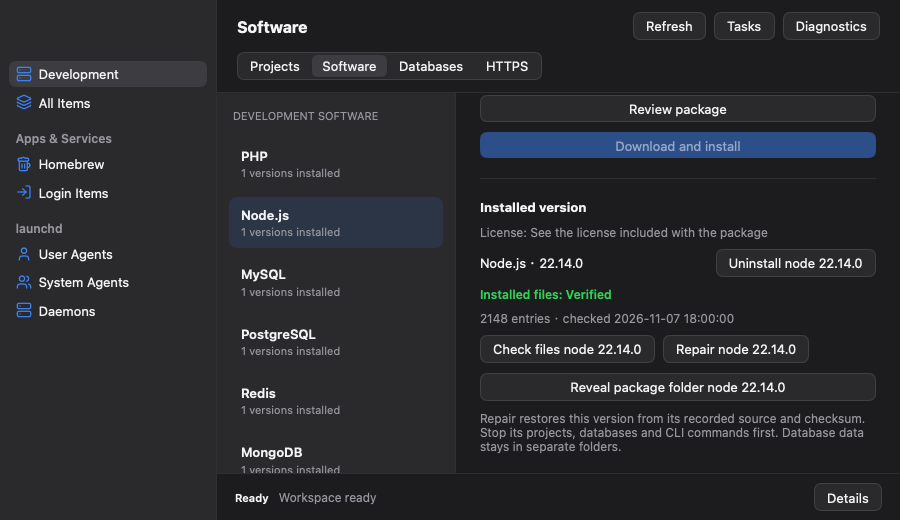 Software
Refresh
Tasks
Diagnostics
Projects
Software
Databases
HTTPS
Development
All Items
Apps & Services
Homebrew
Login Items
launchd
User Agents
System Agents
Daemons
DEVELOPMENT SOFTWARE
PHP
1 versions installed
Node.js
1 versions installed
MySQL
1 versions installed
PostgreSQL
1 versions installed
Redis
1 versions installed
MongoDB
1 versions installed
Review package
Download and install
Installed version
License: See the license included with the package
Node.js · 22.14.0
Uninstall node 22.14.0
Installed files: Verified
2148 entries · checked 2026-11-07 18:00:00
Check files node 22.14.0
Repair node 22.14.0
Reveal package folder node 22.14.0
Repair restores this version from its recorded source and checksum.
Stop its projects, databases and CLI commands first. Database data
stays in separate folders.
Ready
Workspace ready
Details